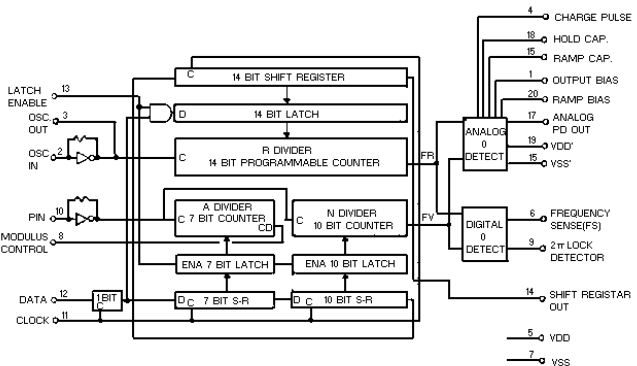 4 CHARGE PULSE
18 HOLD CAP.
15 RAMP CAP.
1 OUTPUT BIAS
20 RAMP BIAS
17 ANALOG
PD OUT
19 VDD'
15 VSS'
C
14 BIT SHIFT REGISTER
LATCH
ENABLE
13
D
14 BIT LATCH
OSC.
OUT
3
OSC
IN
2
C
R DIVIDER
14 BIT PROGRAMMABLE COUNTER
FR
ANALOG
0
DETECT
PIN
10
A DIVIDER
C 7 BIT COUNTER
CD
N DIVIDER
C 10 BIT COUNTER
FV
DIGITAL
0
DETECT
6 FREQUENCY
SENSE(FS)
9 2π LOCK
DETECTOR
MODULUS
CONTROL
8
ENA 7 BIT LATCH
ENA 10 BIT LATCH
DATA 12
1BIT
C
D C 7 BIT S-R
D C 10 BIT S-R
14 SHIFT REGISTAR
OUT
CLOCK 11
5 VDD
7 VSS